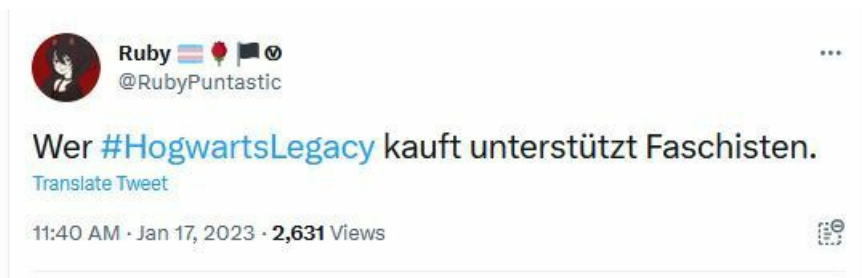 Ruby 🏳️‍⚧️🌹🏴Ⓥ
@RubyPuntastic
Wer #HogwartsLegacy kauft unterstützt Faschisten.
Translate Tweet
11:40 AM · Jan 17, 2023 · 2,631 Views